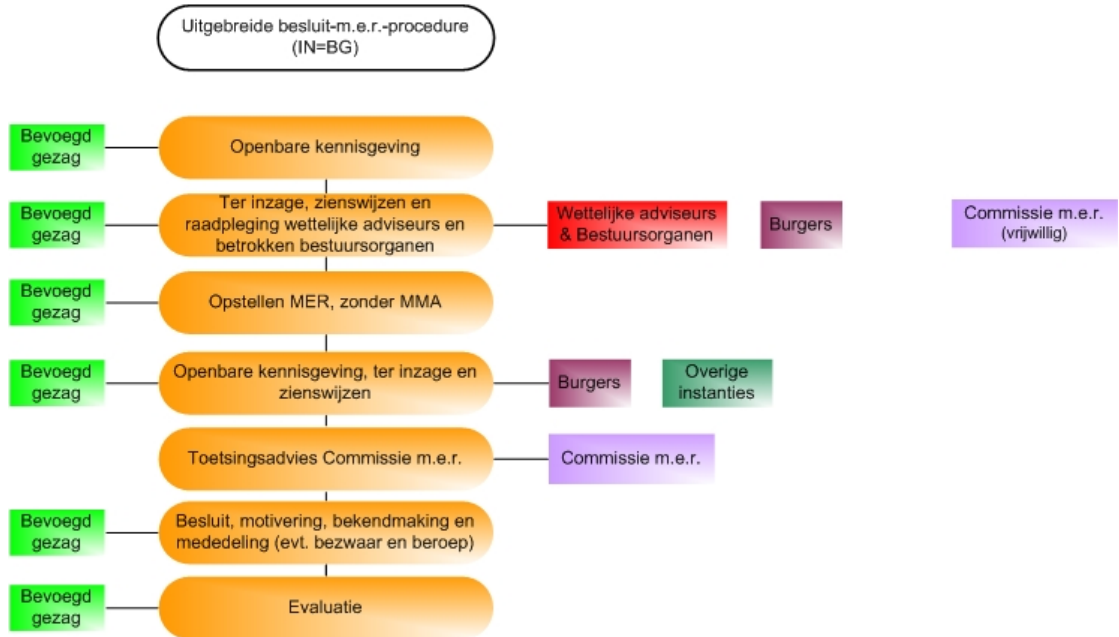 Uitgebreide besluit-m.e.r.-procedure
(IN=BG)
Bevoegd
gezag
Openbare kennisgeving
Bevoegd
gezag
Ter inzage, zienswijzen en
raadpleging wettelijke adviseurs en
betrokken bestuursorganen
Wettelijke adviseurs
& Bestuursorganen
Burgers
Commissie m.e.r.
(vrijwillig)
Bevoegd
gezag
Opstellen MER, zonder MMA
Bevoegd
gezag
Openbare kennisgeving, ter inzage en
zienswijzen
Burgers
Overige
instanties
Toetsingsadvies Commissie m.e.r.
Commissie m.e.r.
Bevoegd
gezag
Besluit, motivering, bekendmaking en
mededeling (evt. bezwaar en beroep)
Bevoegd
gezag
Evaluatie